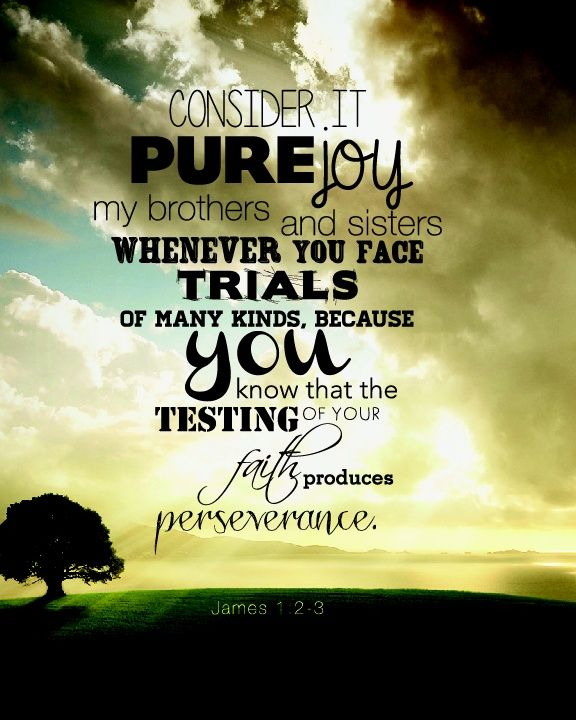 CONSIDER IT
PURE joy
my brothers and sisters
WHENEVER YOU FACE
TRIALS
OF MANY KINDS, BECAUSE
you
know that the
TESTING OF YOUR
faith produces
perseverance.
James 1:2-3